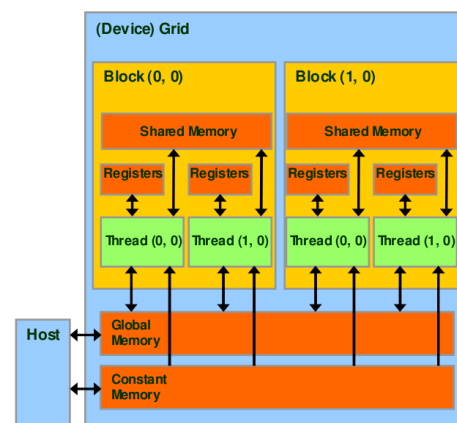 (Device) Grid
Block (0, 0)
Block (1, 0)
Shared Memory
Shared Memory
Registers
Registers
Registers
Registers
Thread (0, 0)
Thread (1, 0)
Thread (0, 0)
Thread (1, 0)
Host
Global
Memory
Constant
Memory